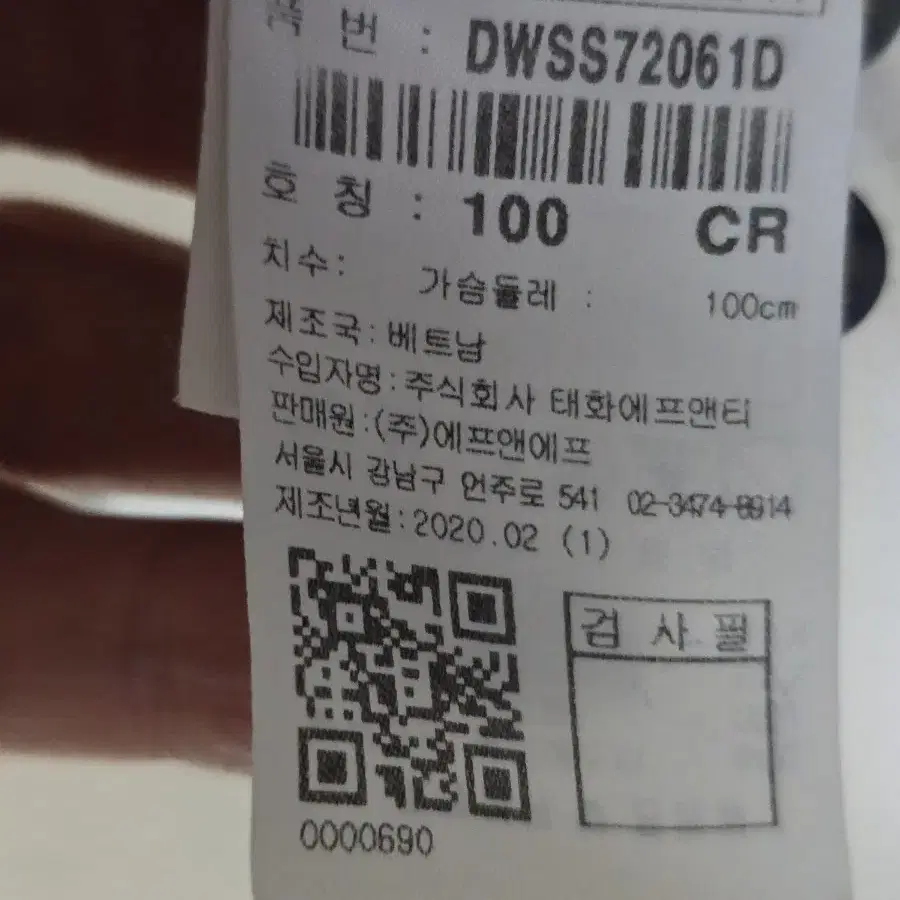 품 번 : DWSS72061D
호 칭 : 100 CR
치수: 가슴둘레 : 100cm
제조국:베트남
수입자명:주식회사 태화에프앤티
판매원:(주)에프앤에프
서울시 강남구 언주로 541 02-3474-8914
제조년월:2020.02 (1)
검 사 필
0000690